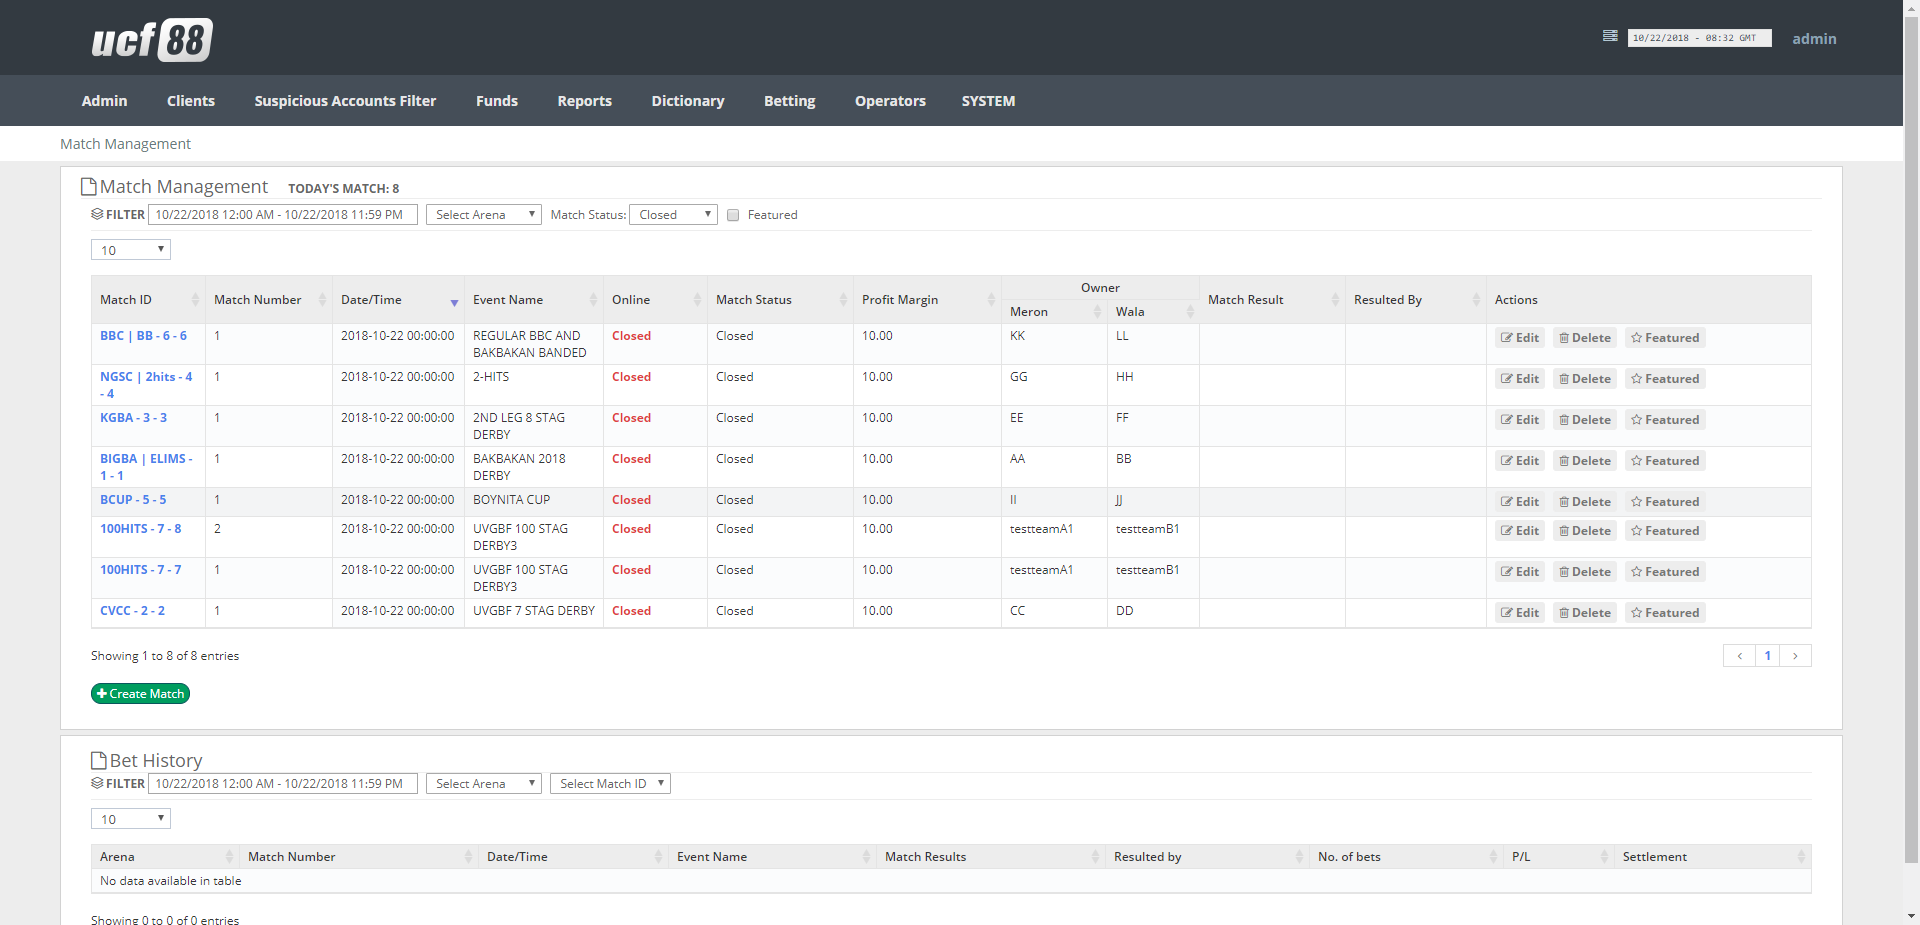 ucf 88
10/22/2018 - 08:32 GMT
admin
Admin Clients Suspicious Accounts Filter Funds Reports Dictionary Betting Operators SYSTEM
Match Management
Match Management TODAY'S MATCH: 8
FILTER 10/22/2018 12:00 AM - 10/22/2018 11:59 PM Select Arena Match Status: Closed Featured
10
Match ID Match Number Date/Time Event Name Online Match Status Profit Margin Owner Match Result Resulted By Actions
Meron Wala
BBC | BB - 6 - 6 1 2018-10-22 00:00:00 REGULAR BBC AND Closed Closed 10.00 KK LL Edit Delete Featured
BAKBAKAN BANDED
NGSC | 2hits - 4 1 2018-10-22 00:00:00 2-HITS Closed Closed 10.00 GG HH Edit Delete Featured
- 4
KGBA - 3 - 3 1 2018-10-22 00:00:00 2ND LEG 8 STAG Closed Closed 10.00 EE FF Edit Delete Featured
DERBY
BIGBA | ELIMS - 1 2018-10-22 00:00:00 BAKBAKAN 2018 Closed Closed 10.00 AA BB Edit Delete Featured
1 - 1 DERBY
BCUP - 5 - 5 1 2018-10-22 00:00:00 BOYNITA CUP Closed Closed 10.00 II JJ Edit Delete Featured
100HITS - 7 - 8 2 2018-10-22 00:00:00 UVGBF 100 STAG Closed Closed 10.00 testteamA1 testteamB1 Edit Delete Featured
DERBY3
100HITS - 7 - 7 1 2018-10-22 00:00:00 UVGBF 100 STAG Closed Closed 10.00 testteamA1 testteamB1 Edit Delete Featured
DERBY3
CVCC - 2 - 2 1 2018-10-22 00:00:00 UVGBF 7 STAG DERBY Closed Closed 10.00 CC DD Edit Delete Featured
Showing 1 to 8 of 8 entries
1
Create Match
Bet History
FILTER 10/22/2018 12:00 AM - 10/22/2018 11:59 PM Select Arena Select Match ID
10
Arena Match Number Date/Time Event Name Match Results Resulted by No. of bets P/L Settlement
No data available in table
Showing 0 to 0 of 0 entries